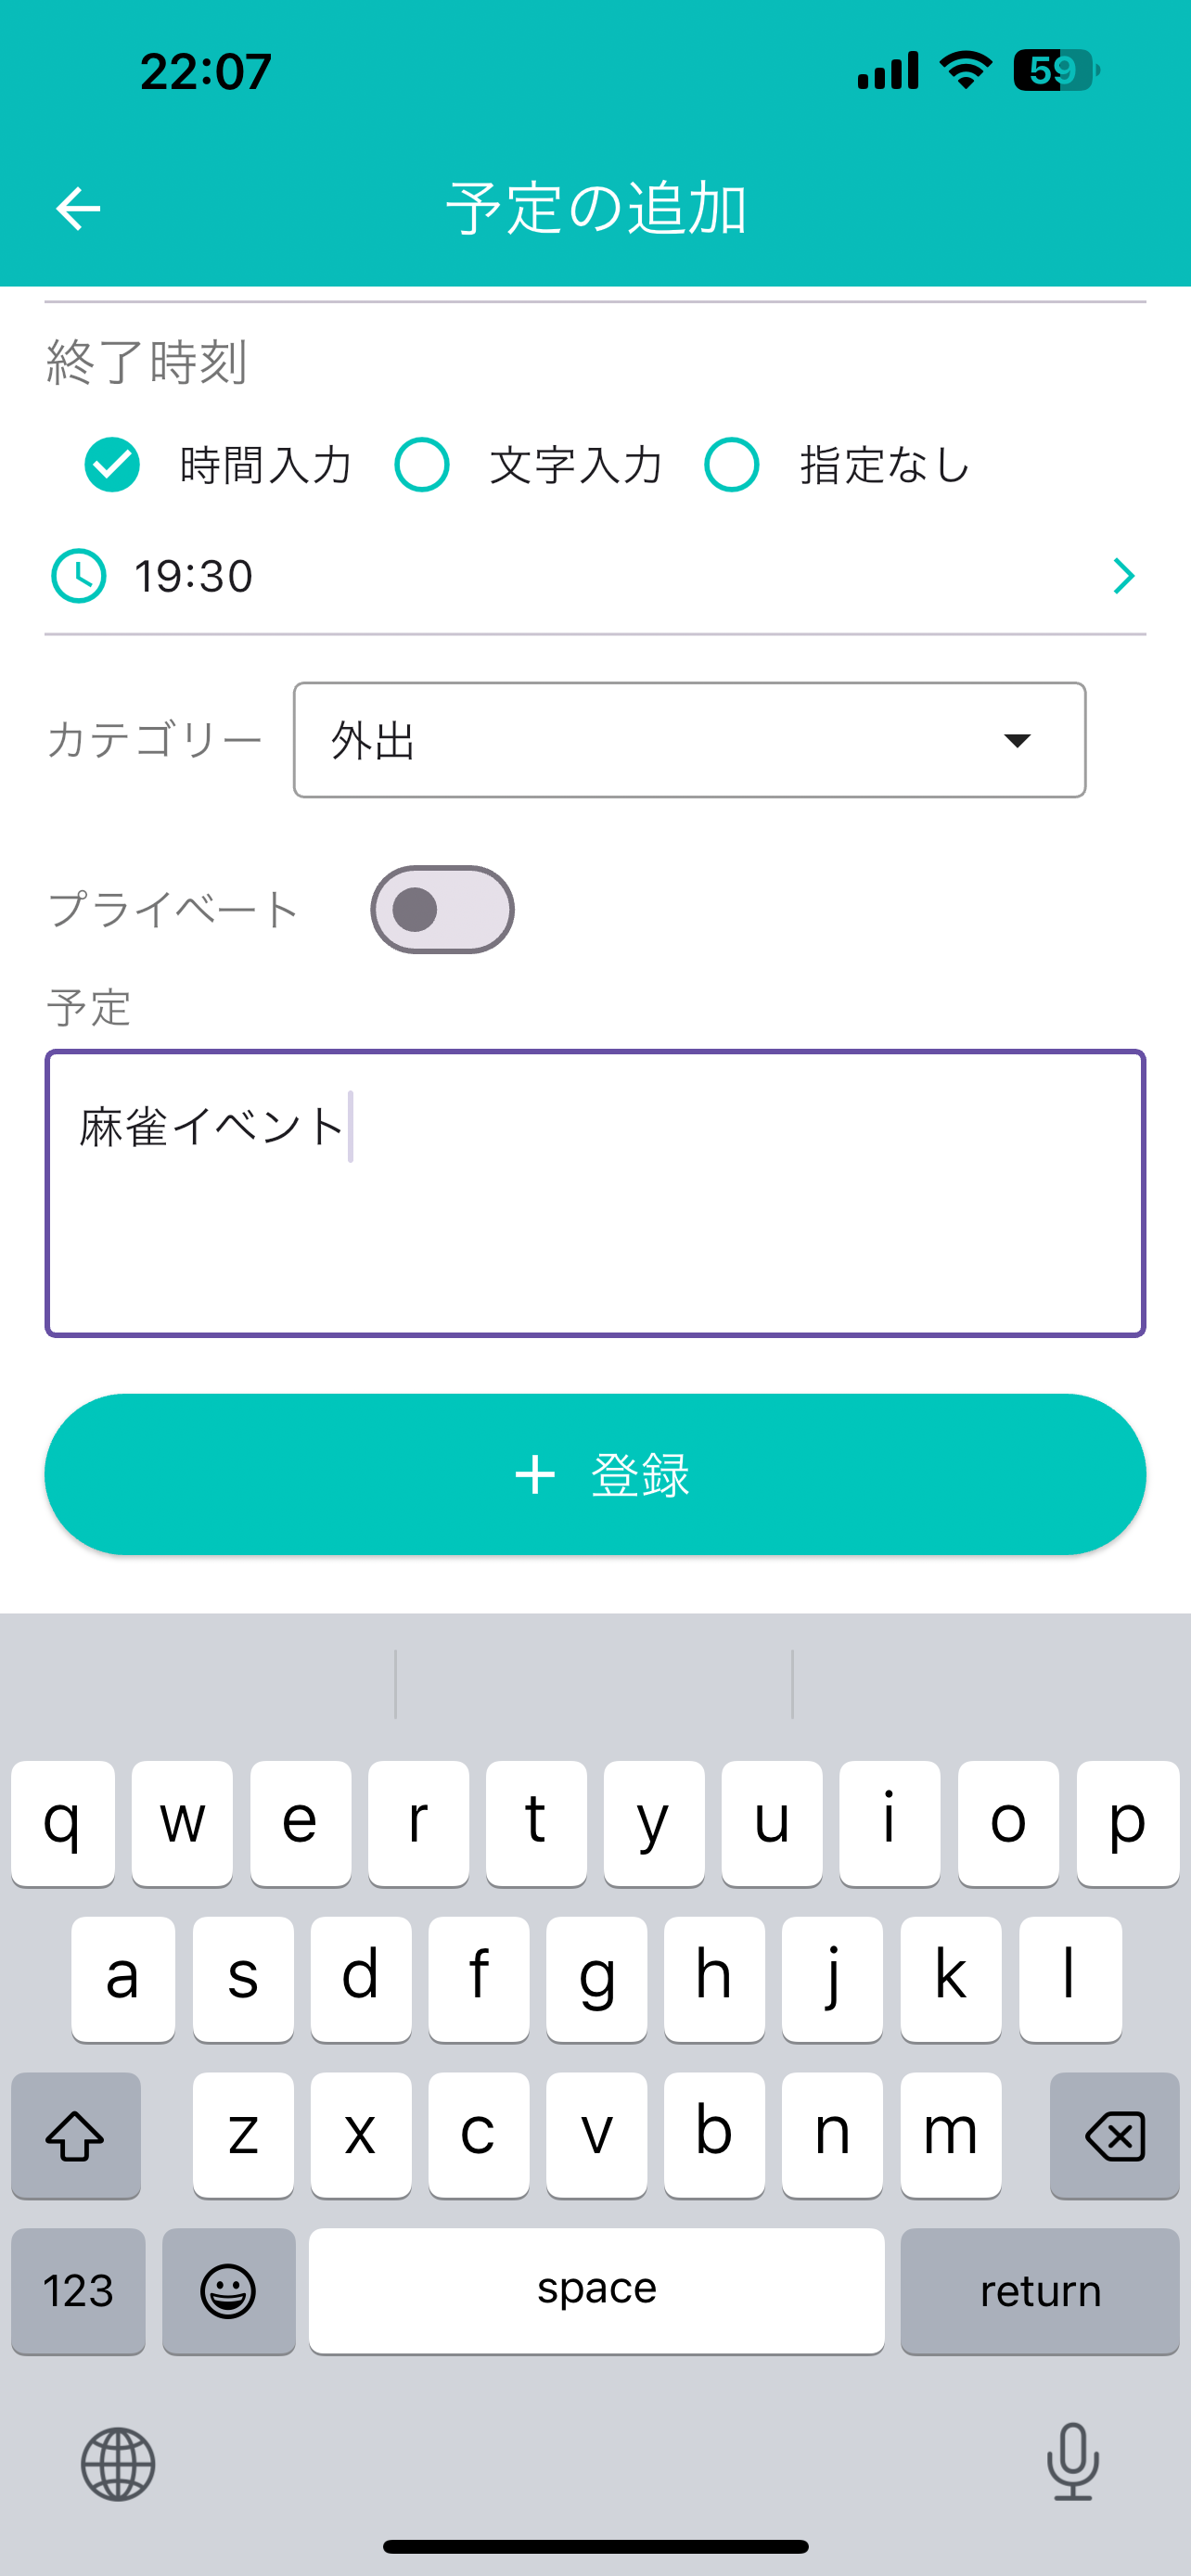 22:07
59
予定の追加
終了時刻
時間入力 文字入力 指定なし
19:30
カテゴリー 外出
プライベート
予定
麻雀イベント
+ 登録
q w e r t y u i o p
a s d f g h j k l
z x c v b n m
123 space return